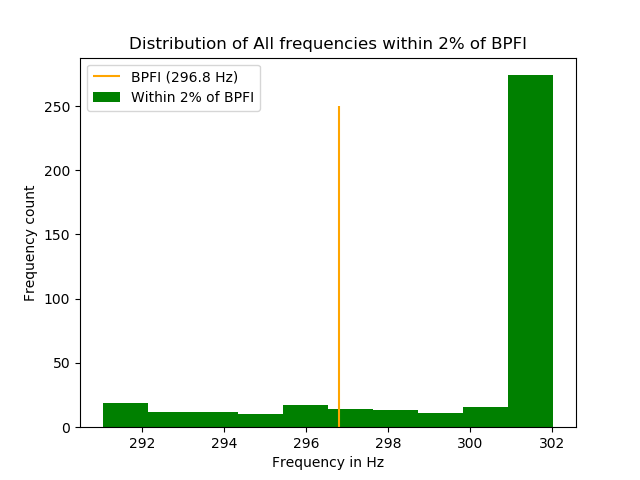 Distribution of All frequencies within 2% of BPFI
BPFI (296.8 Hz)
Within 2% of BPFI
Frequency count
250
200
150
100
50
0
292 294 296 298 300 302
Frequency in Hz